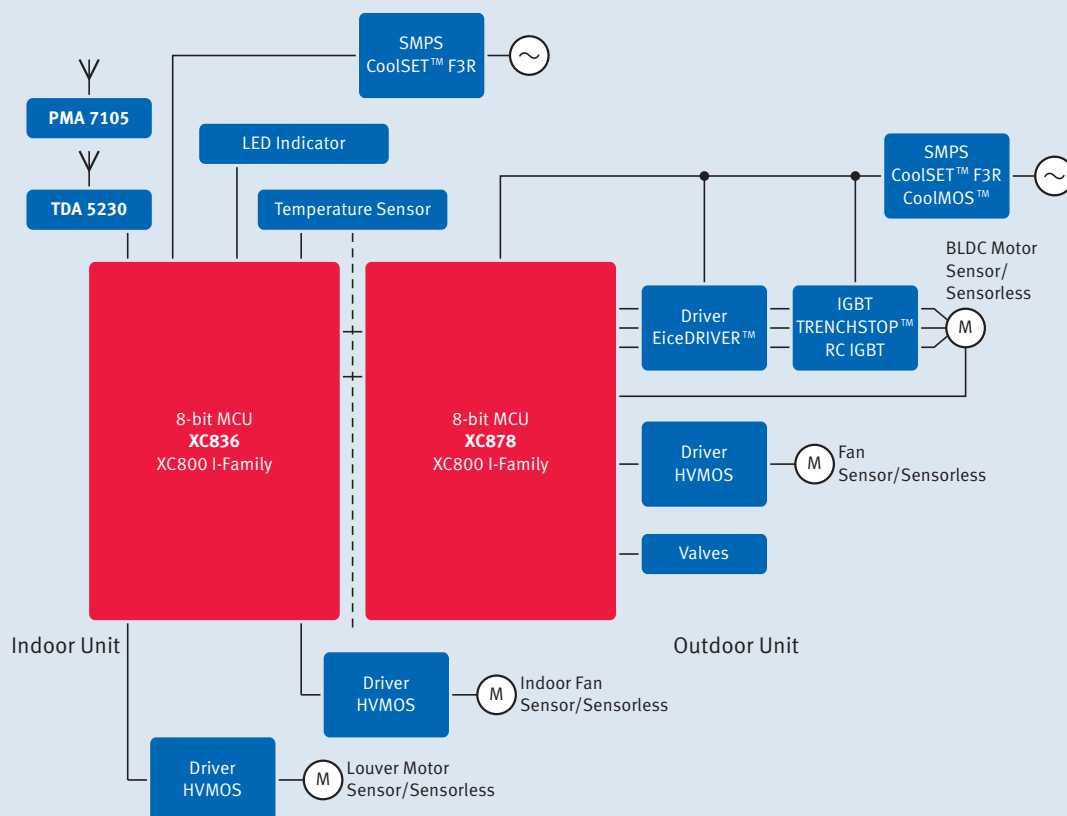 SMPS
CoolSET™ F3R
PMA 7105
LED Indicator
SMPS
CoolSET™ F3R
CoolMOS™
TDA 5230
Temperature Sensor
BLDC Motor
Sensor/
Sensorless
Driver
EiceDRIVER™
IGBT
TRENCHSTOP™
RC IGBT
M
8-bit MCU
XC836
XC800 I-Family
8-bit MCU
XC878
XC800 I-Family
Driver
HVMOS
M
Fan
Sensor/Sensorless
Valves
Indoor Unit
Outdoor Unit
Driver
HVMOS
M
Indoor Fan
Sensor/Sensorless
Driver
HVMOS
M
Louver Motor
Sensor/Sensorless